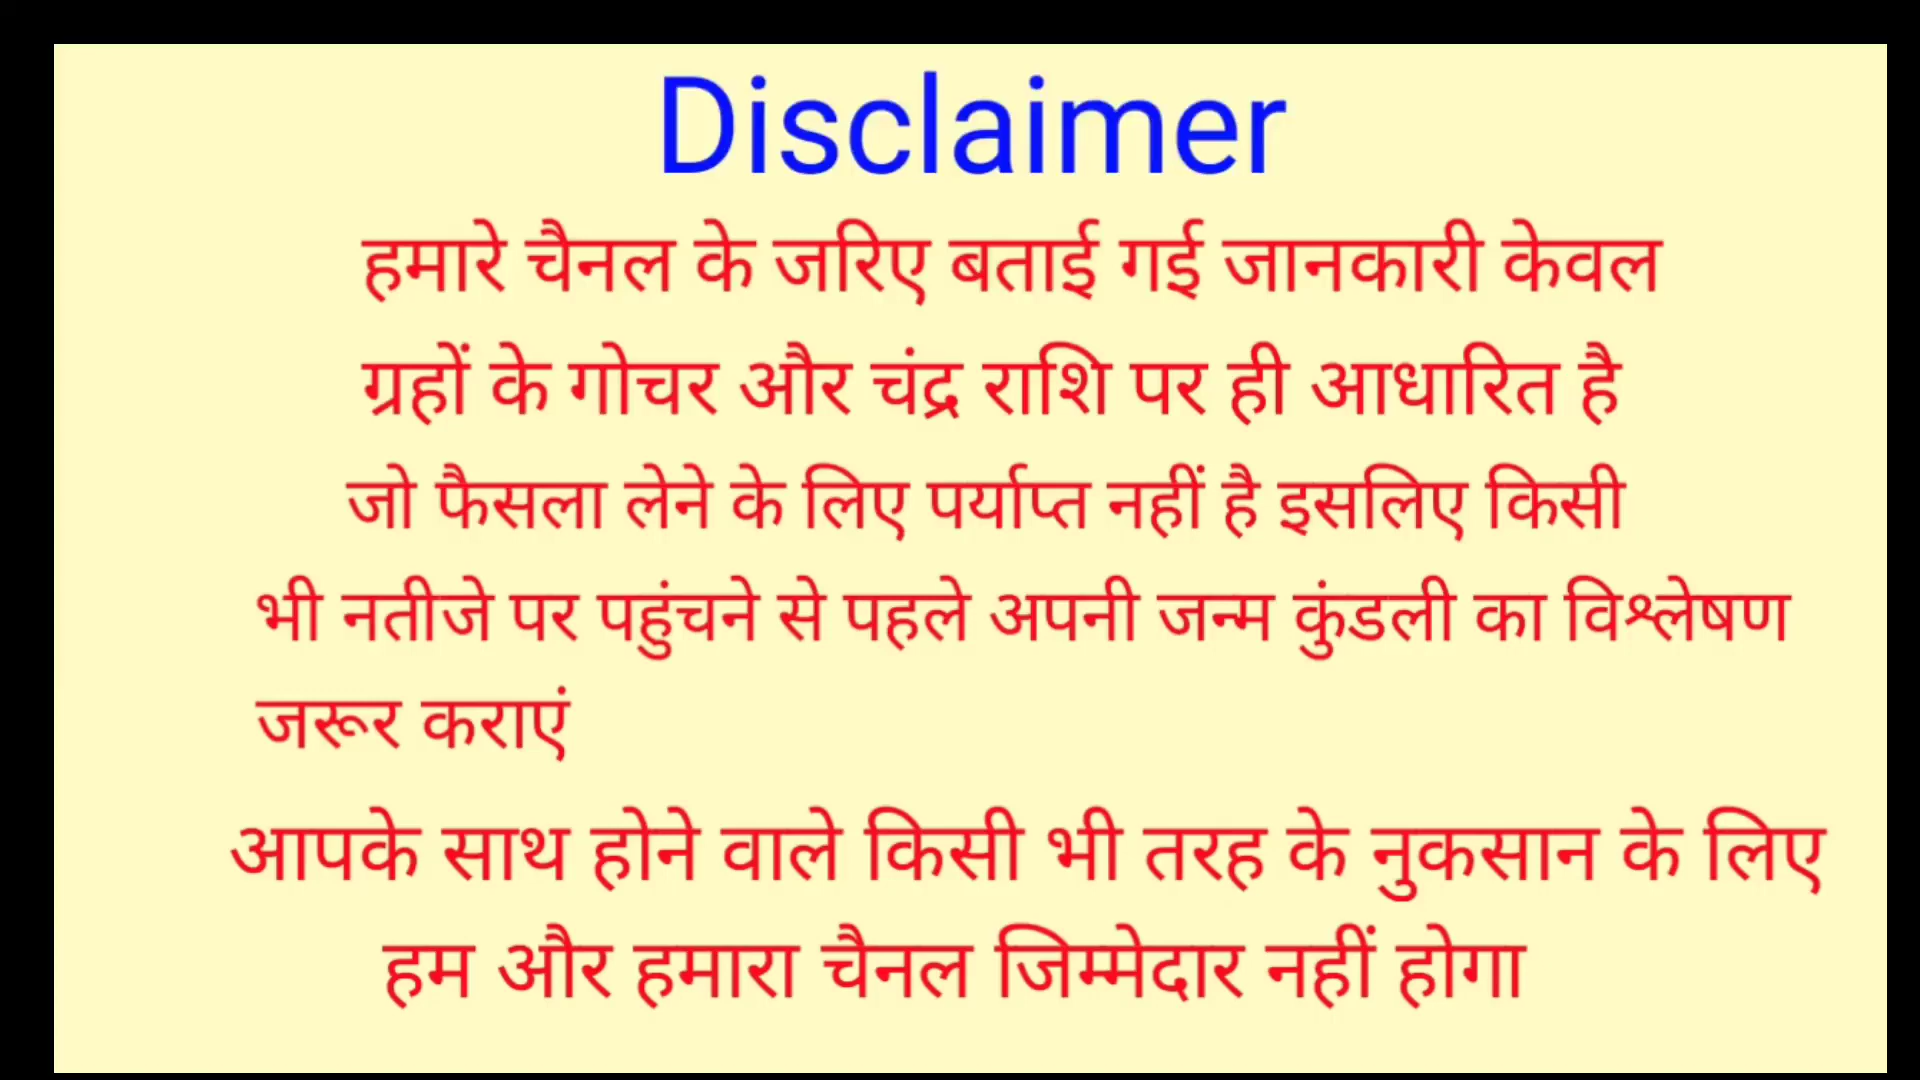 Disclaimer
हमारे चैनल के जरिए बताई गई जानकारी केवल
ग्रहों के गोचर और चंद्र राशि पर ही आधारित है
जो फैसला लेने के लिए पर्याप्त नहीं है इसलिए किसी
भी नतीजे पर पहुंचने से पहले अपनी जन्म कुंडली का विश्लेषण
जरूर कराएं
आपके साथ होने वाले किसी भी तरह के नुकसान के लिए
हम और हमारा चैनल जिम्मेदार नहीं होगा